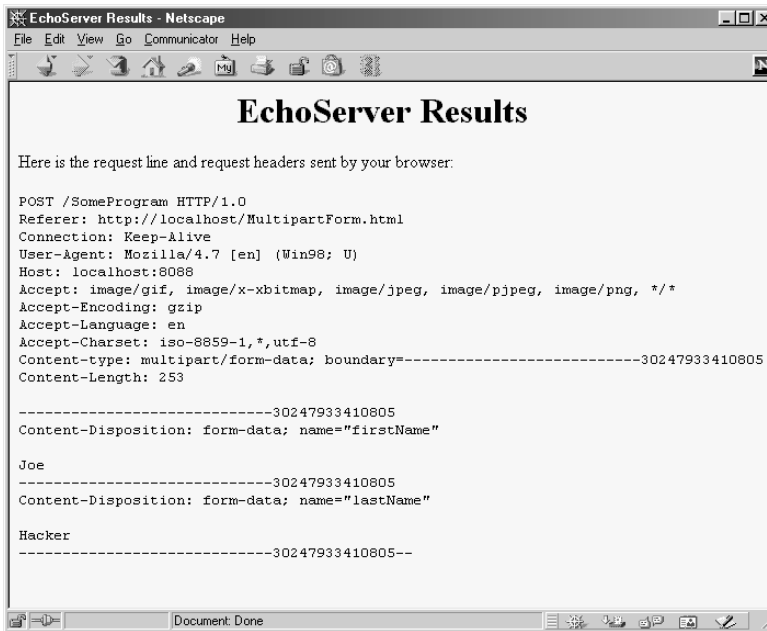 EchoServer Results - Netscape
File Edit View Go Communicator Help
My
N
EchoServer Results
Here is the request line and request headers sent by your browser:
POST /SomeProgram HTTP/1.0
Referer: http://localhost/MultipartForm.html
Connection: Keep-Alive
User-Agent: Mozilla/4.7 [en] (Win98; U)
Host: localhost:8088
Accept: image/gif, image/x-xbitmap, image/jpeg, image/pjpeg, image/png, */*
Accept-Encoding: gzip
Accept-Language: en
Accept-Charset: iso-8859-1,*,utf-8
Content-type: multipart/form-data; boundary=---------------------------30247933410805
Content-Length: 253
-----------------------------30247933410805
Content-Disposition: form-data; name="firstName"
Joe
-----------------------------30247933410805
Content-Disposition: form-data; name="lastName"
Hacker
-----------------------------30247933410805--
Document: Done